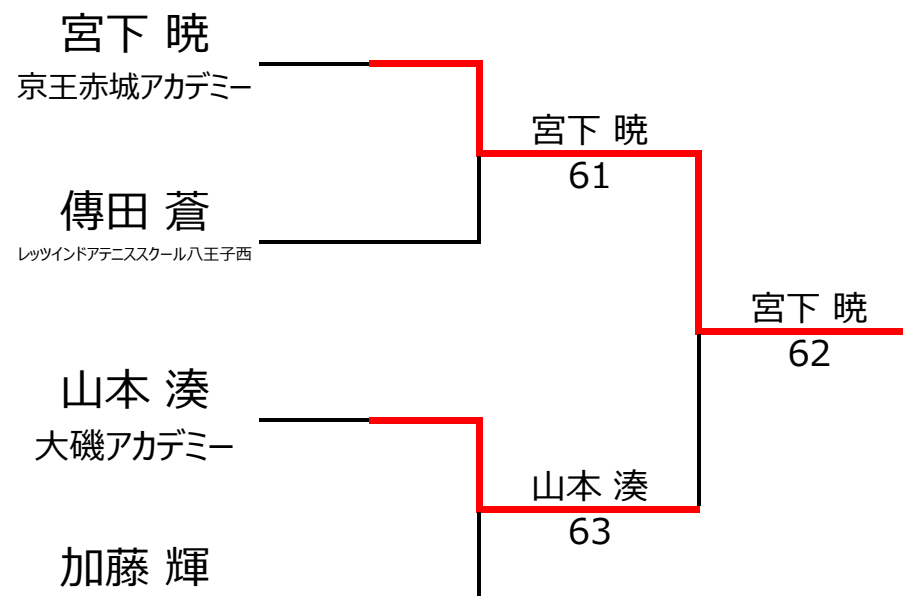 宮下 暁
京王赤城アカデミー
宮下 暁
61
傳田 蒼
レッツインドアテニススクール八王子西
宮下 暁
62
山本 湊
大磯アカデミー
山本 湊
63
加藤 輝